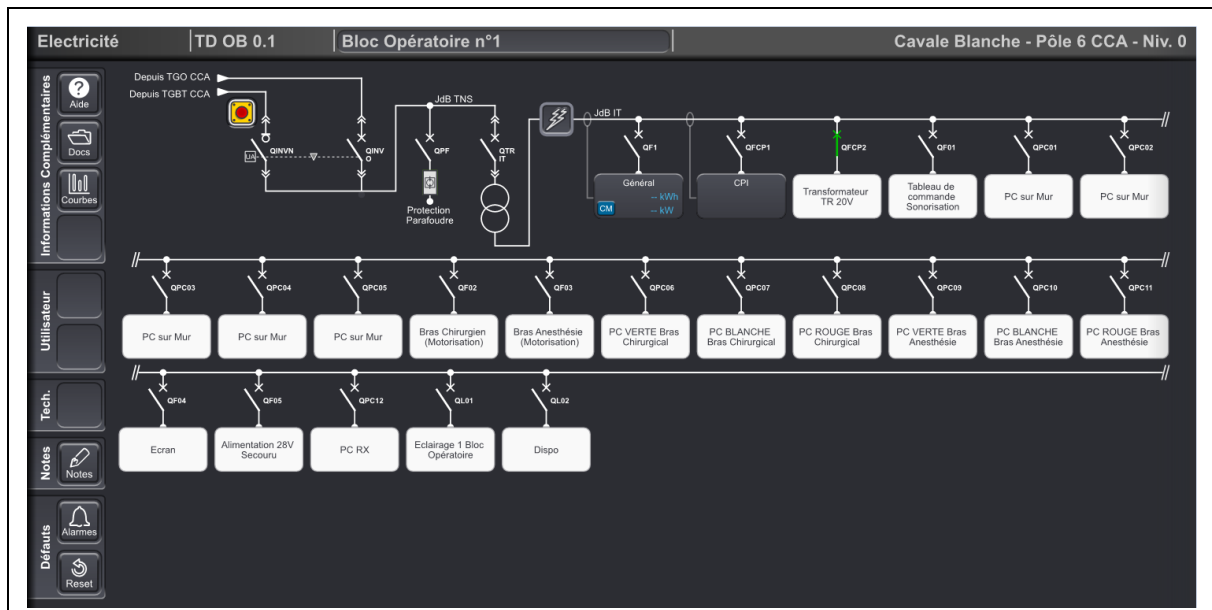 Electricité
TD OB 0.1
Bloc Opératoire n°1
Cavale Blanche - Pôle 6 CCA - Niv. 0
Informations Complémentaires
Aide
Docs
Courbes
Utilisateur
Tech.
Notes
Notes
Défauts
Alarmes
Reset
Depuis TGO CCA
Depuis TGBT CCA
UA
QINVN
QINV
O
JdB TNS
QPF
Protection
Parafoudre
QTR
IT
JdB IT
QF1
Général
-- kWh
CM
-- kW
QFCP1
CPI
QFCP2
Transformateur
TR 20V
QF01
Tableau de
commande
Sonorisation
QPC01
PC sur Mur
QPC02
PC sur Mur
QPC03
PC sur Mur
QPC04
PC sur Mur
QPC05
PC sur Mur
QF02
Bras Chirurgien
(Motorisation)
QF03
Bras Anesthésie
(Motorisation)
QPC06
PC VERTE Bras
Chirurgical
QPC07
PC BLANCHE
Bras Chirurgical
QPC08
PC ROUGE Bras
Chirurgical
QPC09
PC VERTE Bras
Anesthésie
QPC10
PC BLANCHE
Bras Anesthésie
QPC11
PC ROUGE Bras
Anesthésie
QF04
Ecran
QF05
Alimentation 28V
Secouru
QPC12
PC RX
QL01
Eclairage 1 Bloc
Opératoire
QL02
Dispo